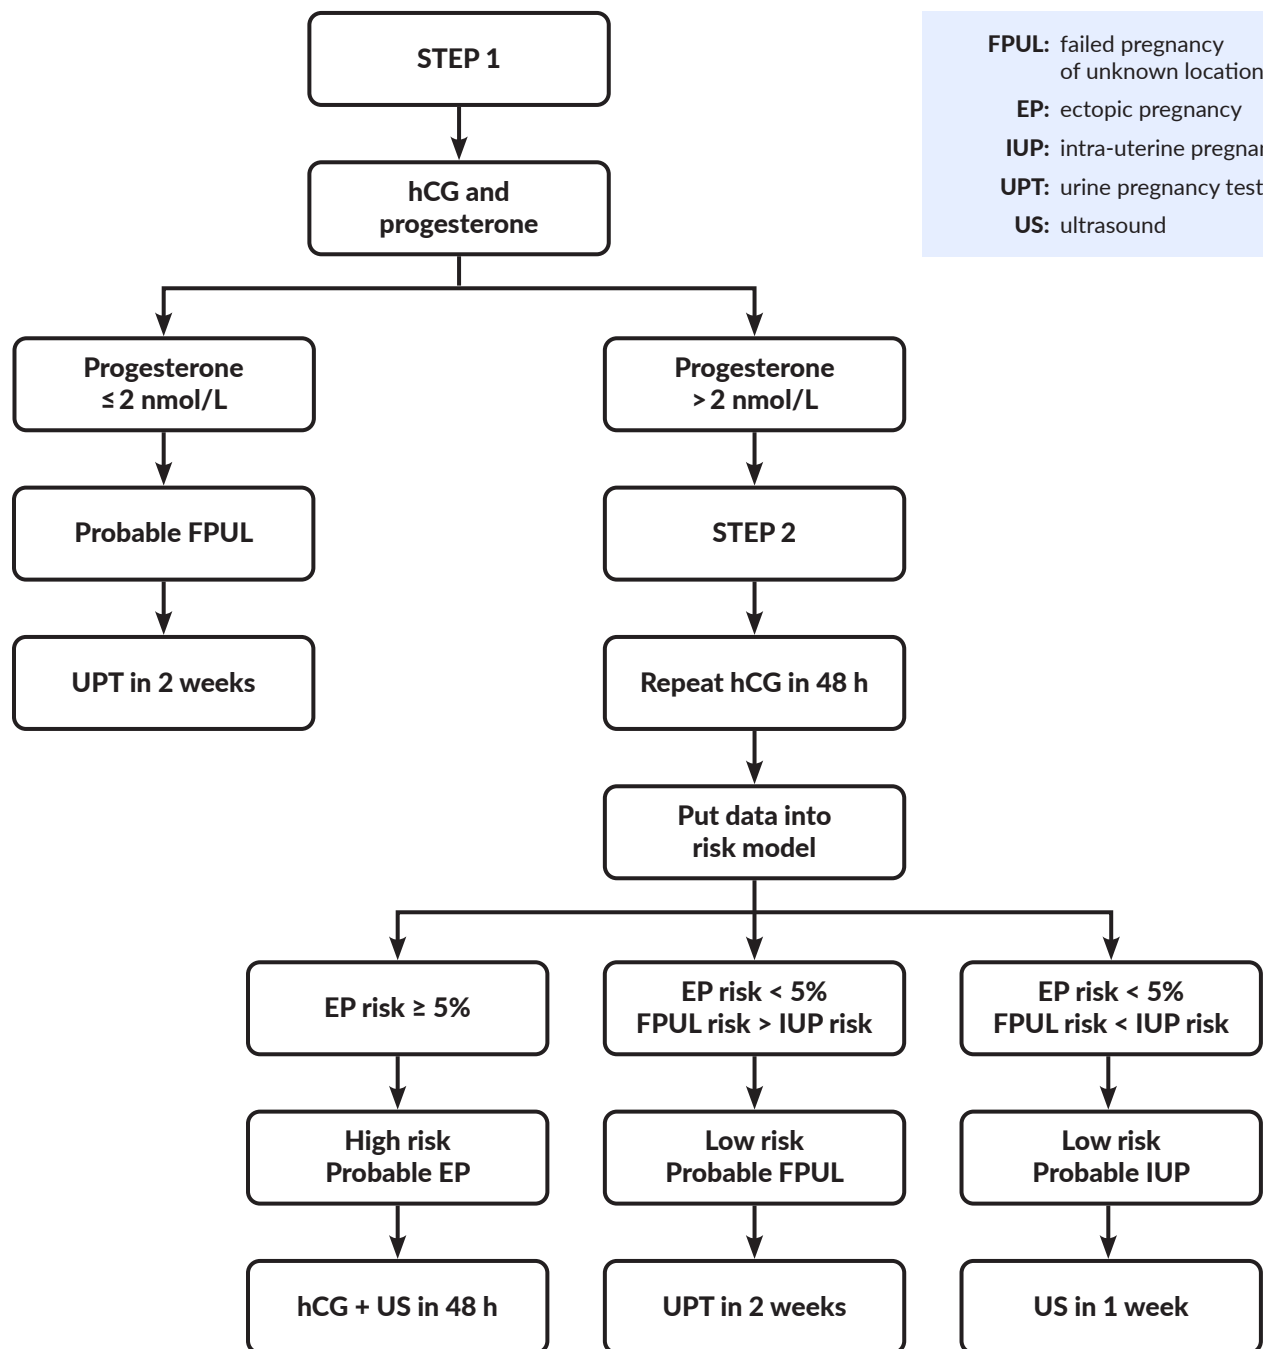 STEP 1
FPUL: failed pregnancy
of unknown location
EP: ectopic pregnancy
IUP: intra-uterine
UPT: urine pregnancy test
US: ultrasound
hCG and
progesterone
Progesterone
≤ 2 nmol/L
Progesterone
> 2 nmol/L
Probable FPUL
STEP 2
UPT in 2 weeks
Repeat hCG in 48 h
Put data into
risk model
EP risk ≥ 5%
EP risk < 5%
FPUL risk > IUP risk
EP risk < 5%
FPUL risk < IUP risk
High risk
Probable EP
Low risk
Probable FPUL
Low risk
Probable IUP
hCG + US in 48 h
UPT in 2 weeks
US in 1 week